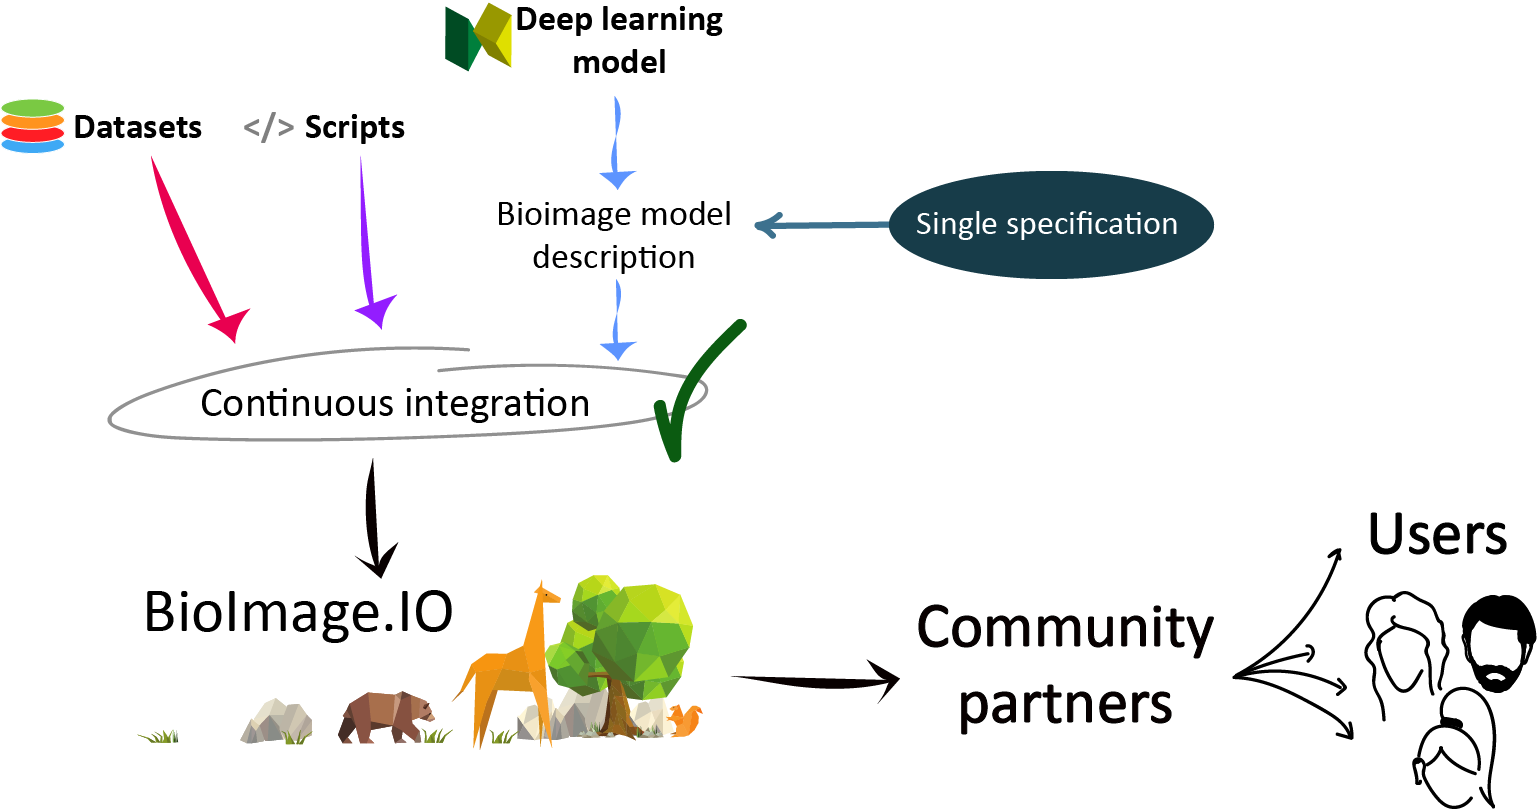 Deep learning
model
Datasets
</> Scripts
Bioimage model
description
Single specification
Continuous integration
BioImage.IO
Community
partners
Users